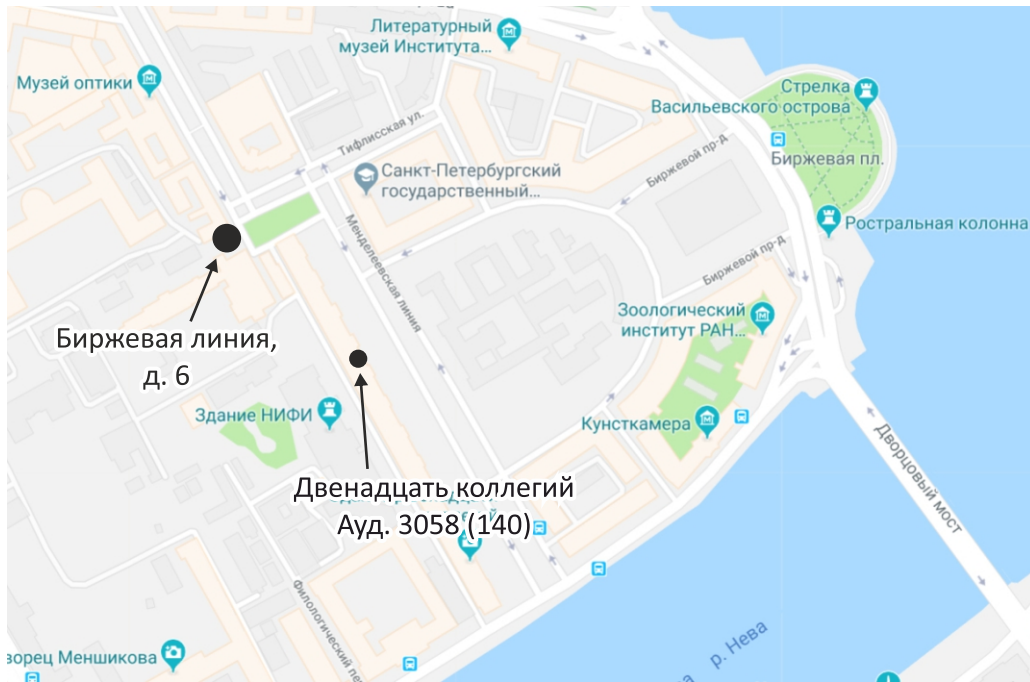 Литературный
музей Института...
Музей оптики
Стрелка
Васильевского острова
Тифлисская ул.
Биржевой пр-д
Биржевая пл.
Санкт-Петербургский
государственный...
Ростральная колонна
Менделеевская линия
Биржевой пр-д
Зоологический
институт РАН...
Биржевая линия,
д. 6
Здание НИФИ
Кунсткамера
Дворцовый мост
Двенадцать коллегий
Ауд. 3058 (140)
Филологический пе
ворец Меншикова
р. Нева